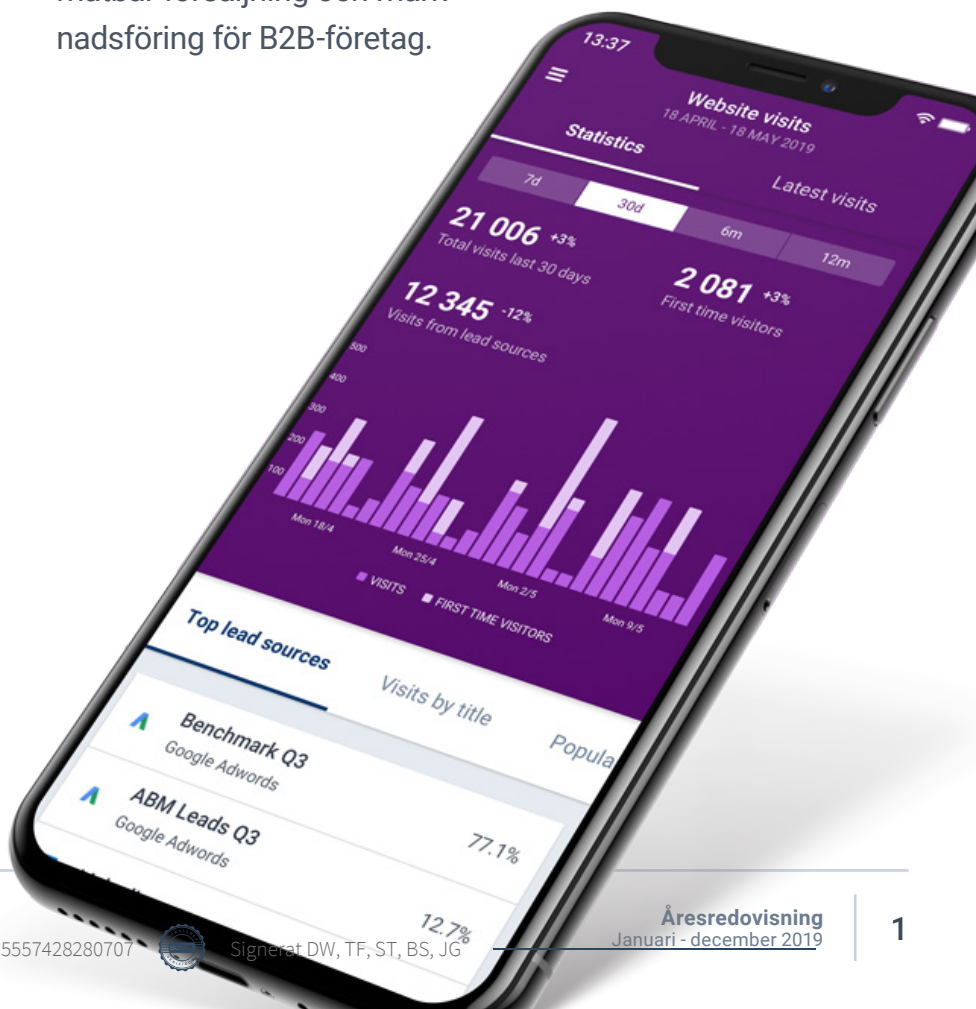 nadsföring för B2B-företag.
13:37
Website visits
18 APRIL - 18 MAY 2019
Statistics
Latest visits
7d
30d
6m
12m
21 006 +3%
Total visits last 30 days
2 081 +3%
First time visitors
12 345 -12%
Visits from lead sources
500
400
300
200
100
Mon 18/4
Mon 25/4
Mon 2/5
Mon 9/5
VISITS
FIRST TIME VISITORS
Top lead sources
Visits by title
Popula
Benchmark Q3
Google Adwords
77.1%
ABM Leads Q3
Google Adwords
12.7%
5557428280707
Signerat DW, TF, ST, BS, JG
Åresredovisning
Januari - december 2019
1